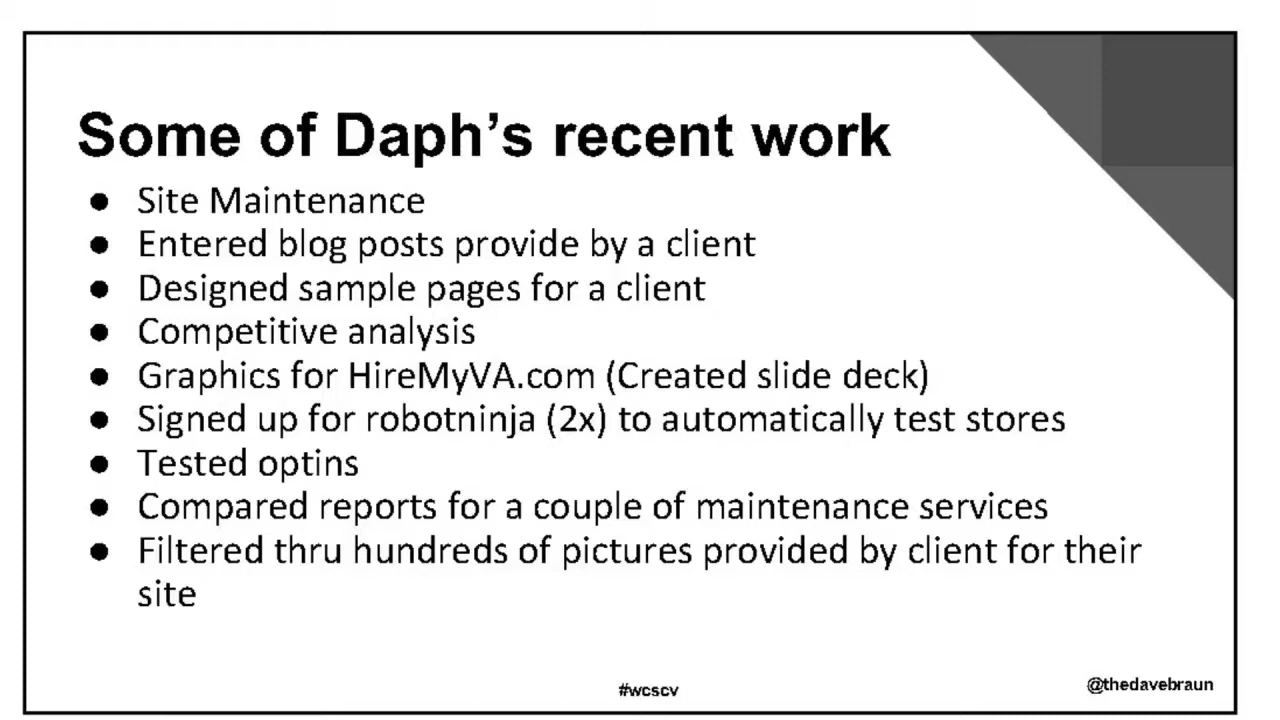 Some of Daph's recent work
● Site Maintenance
● Entered blog posts provide by a client
● Designed sample pages for a client
● Competitive analysis
● Graphics for HireMyVA.com (Created slide deck)
● Signed up for robotninja (2x) to automatically test stores
● Tested optins
● Compared reports for a couple of maintenance services
● Filtered thru hundreds of pictures provided by client for their
site
#wcscv
@thedavebraun